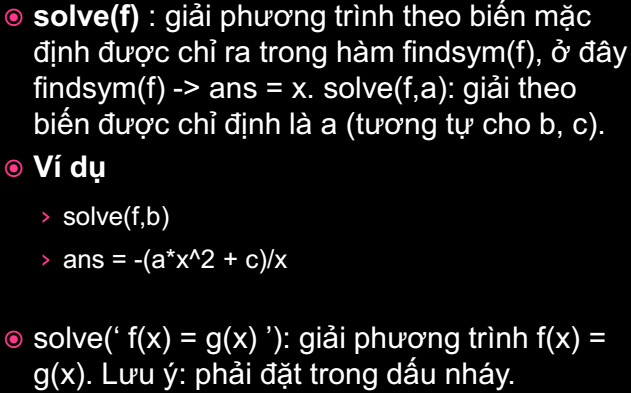 solve(f) : giải phương trình theo biến mặc
định được chỉ ra trong hàm findsym(f), ở đây
findsym(f) -> ans = x. solve(f,a): giải theo
biến được chỉ định là a (tương tự cho b, c).
Ví dụ
solve(f,b)
ans = -(a*x^2 + c)/x
solve(‘ f(x) = g(x) ’): giải phương trình f(x) =
g(x). Lưu ý: phải đặt trong dấu nháy.